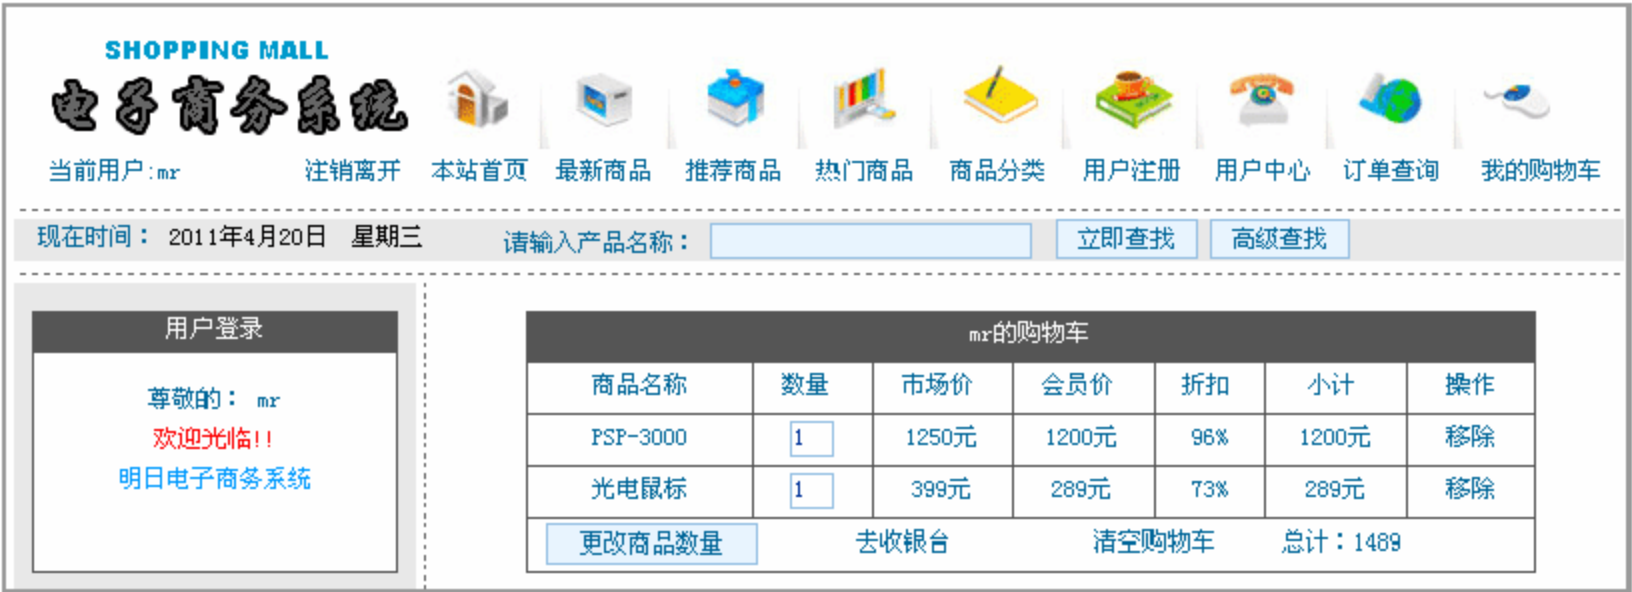 SHOPPING MALL
电子商务系统
当前用户:mr 注销离开 本站首页 最新商品 推荐商品 热门商品 商品分类 用户注册 用户中心 订单查询 我的购物车
现在时间： 2011年4月20日 星期三 请输入产品名称： 立即查找 高级查找
用户登录
尊敬的： mr
欢迎光临!!
明日电子商务系统
mr的购物车
商品名称 数量 市场价 会员价 折扣 小计 操作
PSP-3000 1 1250元 1200元 96% 1200元 移除
光电鼠标 1 399元 289元 73% 289元 移除
更改商品数量 去收银台 清空购物车 总计：1489